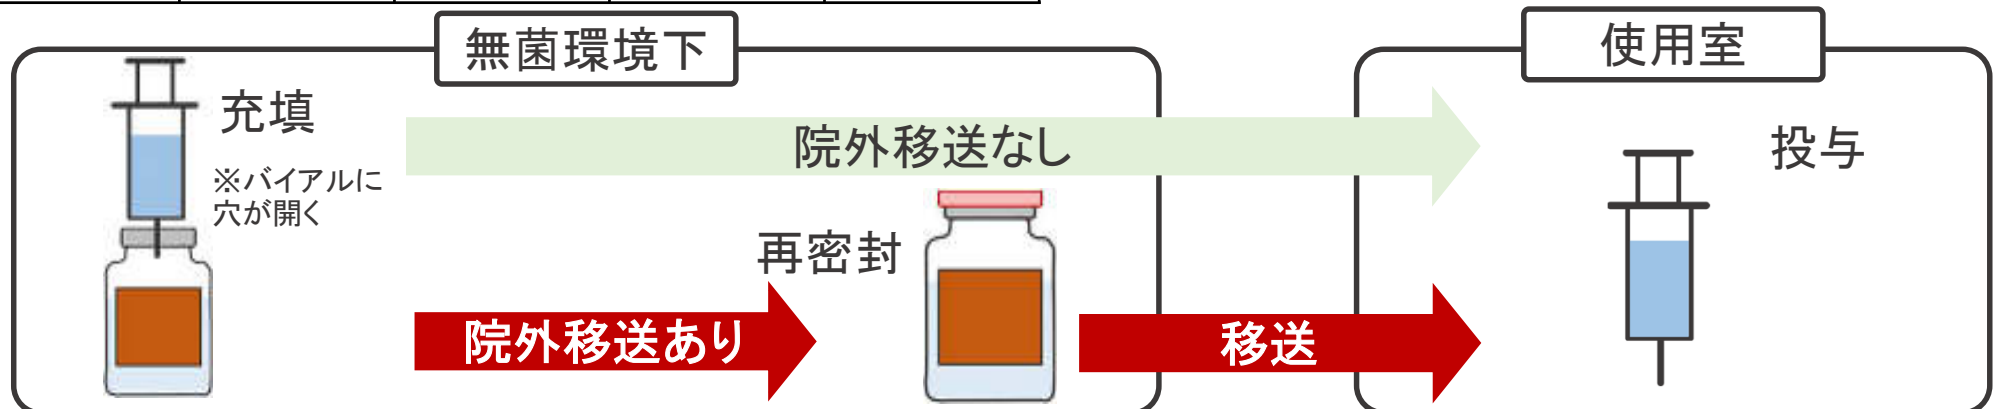 無菌環境下
使用室
充填
※バイアルに
穴が開く
院外移送なし
投与
再密封
院外移送あり
移送